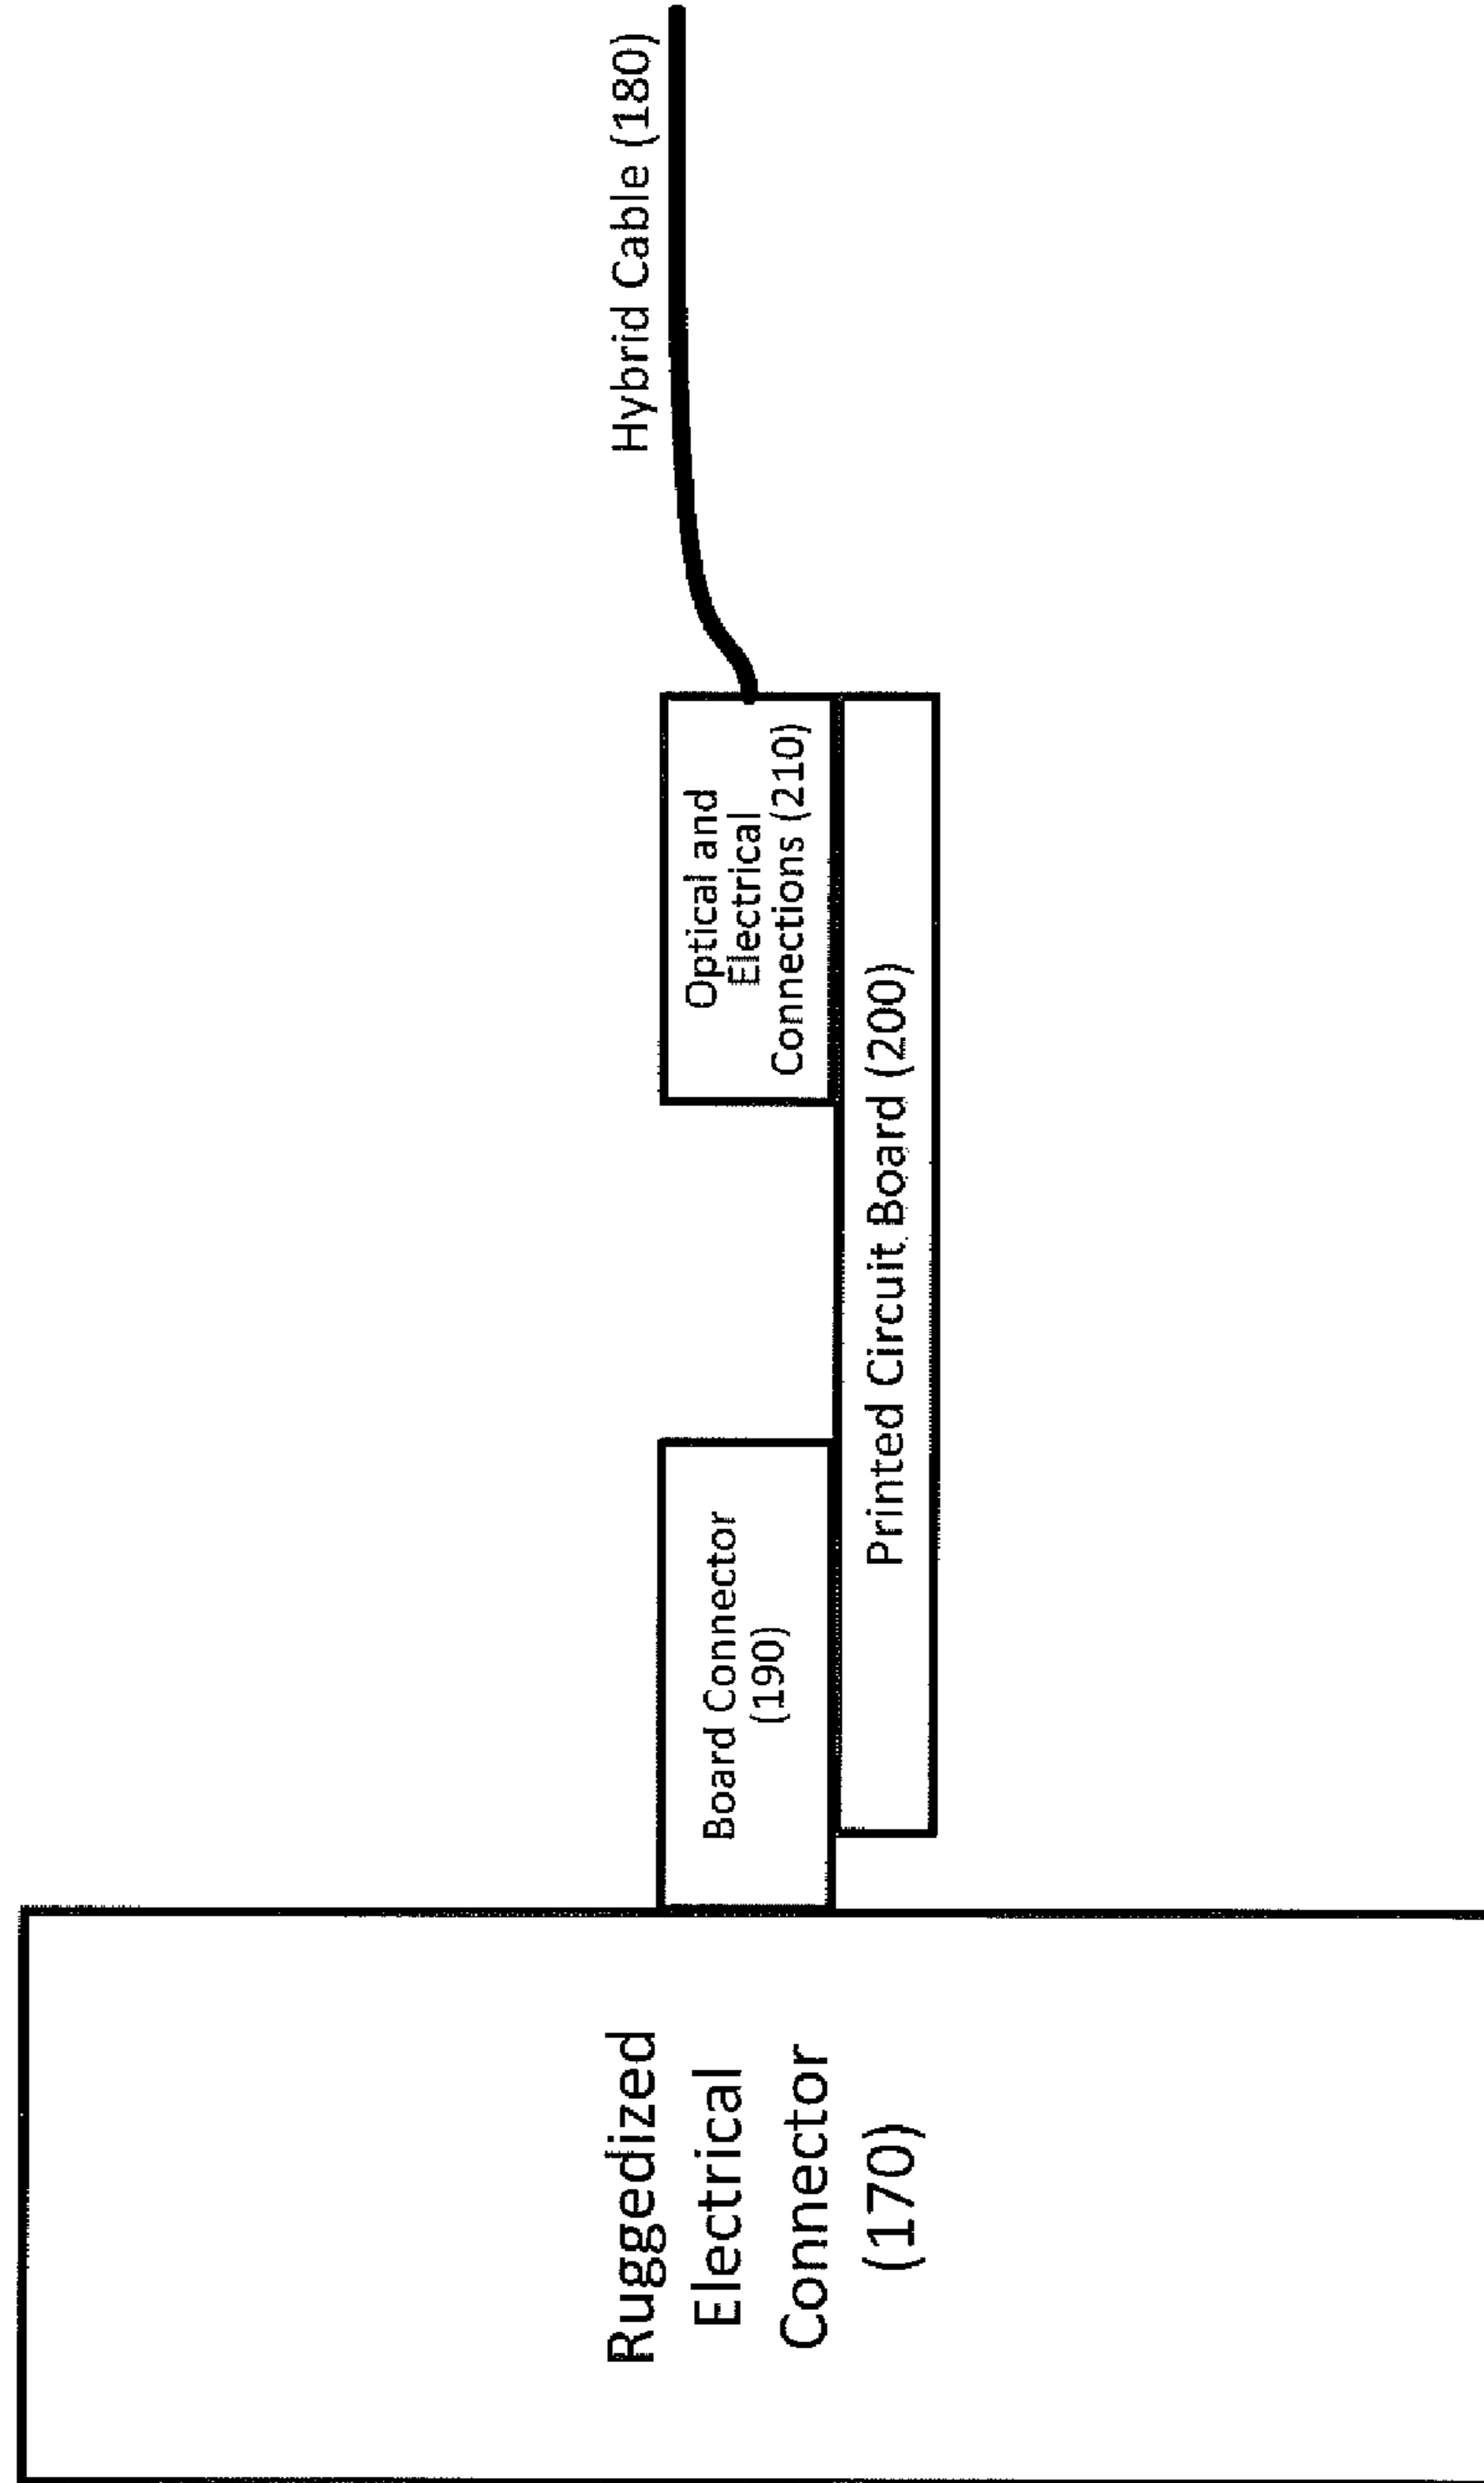 Ruggedized
Electrical
Connector
(170)
Board Connector
(190)
Printed Circuit Board (200)
Optical and
Electrical
Connections (210)
Hybrid Cable (180)